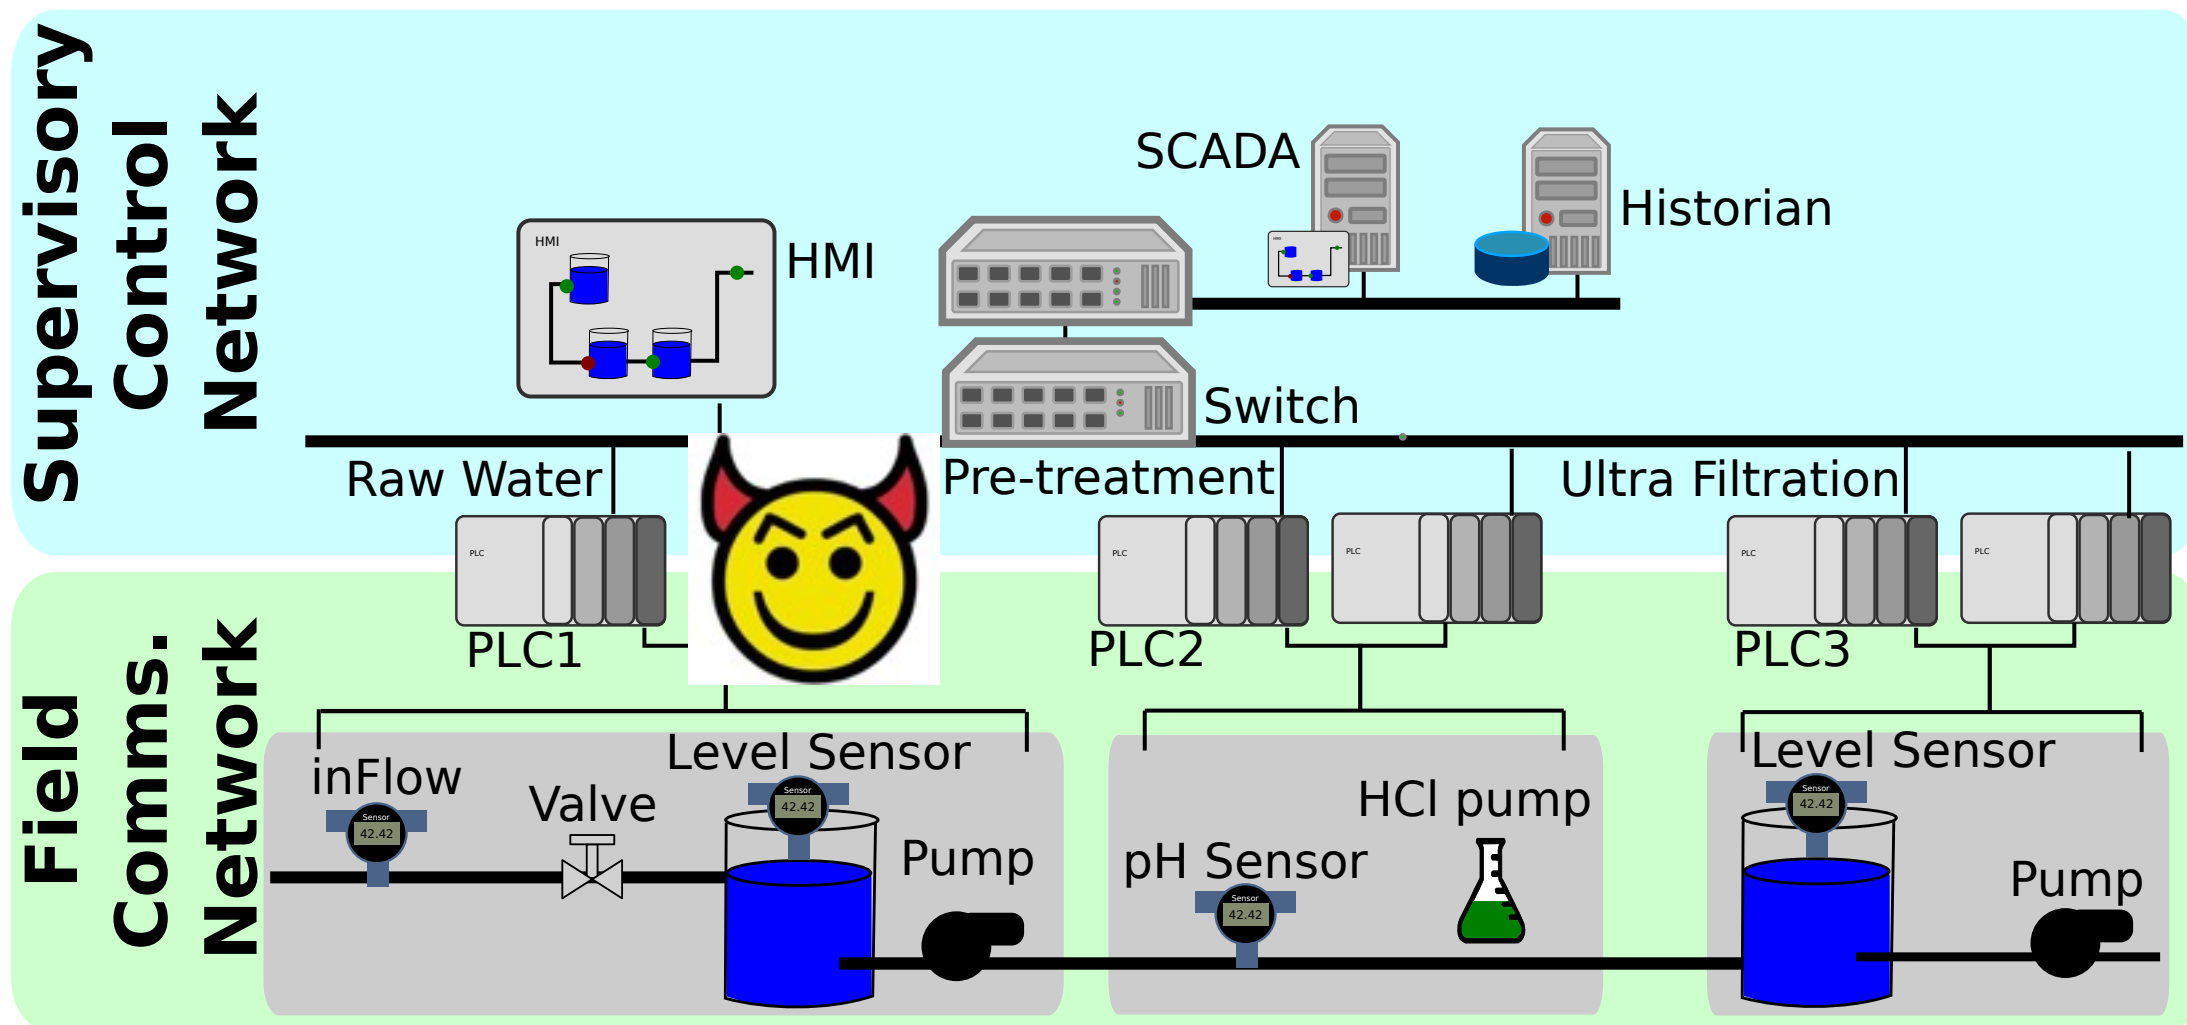 Supervisory
Control
Network
SCADA
Historian
HMI
HMI
HMI
Switch
Raw Water
Pre-treatment
Ultra Filtration
PLC
PLC
PLC
PLC
PLC
PLC1
PLC2
PLC3
Field
Comms.
Network
inFlow
Sensor
42.42
Valve
Level Sensor
Sensor
42.42
Pump
pH Sensor
Sensor
42.42
HCl pump
Level Sensor
Sensor
42.42
Pump